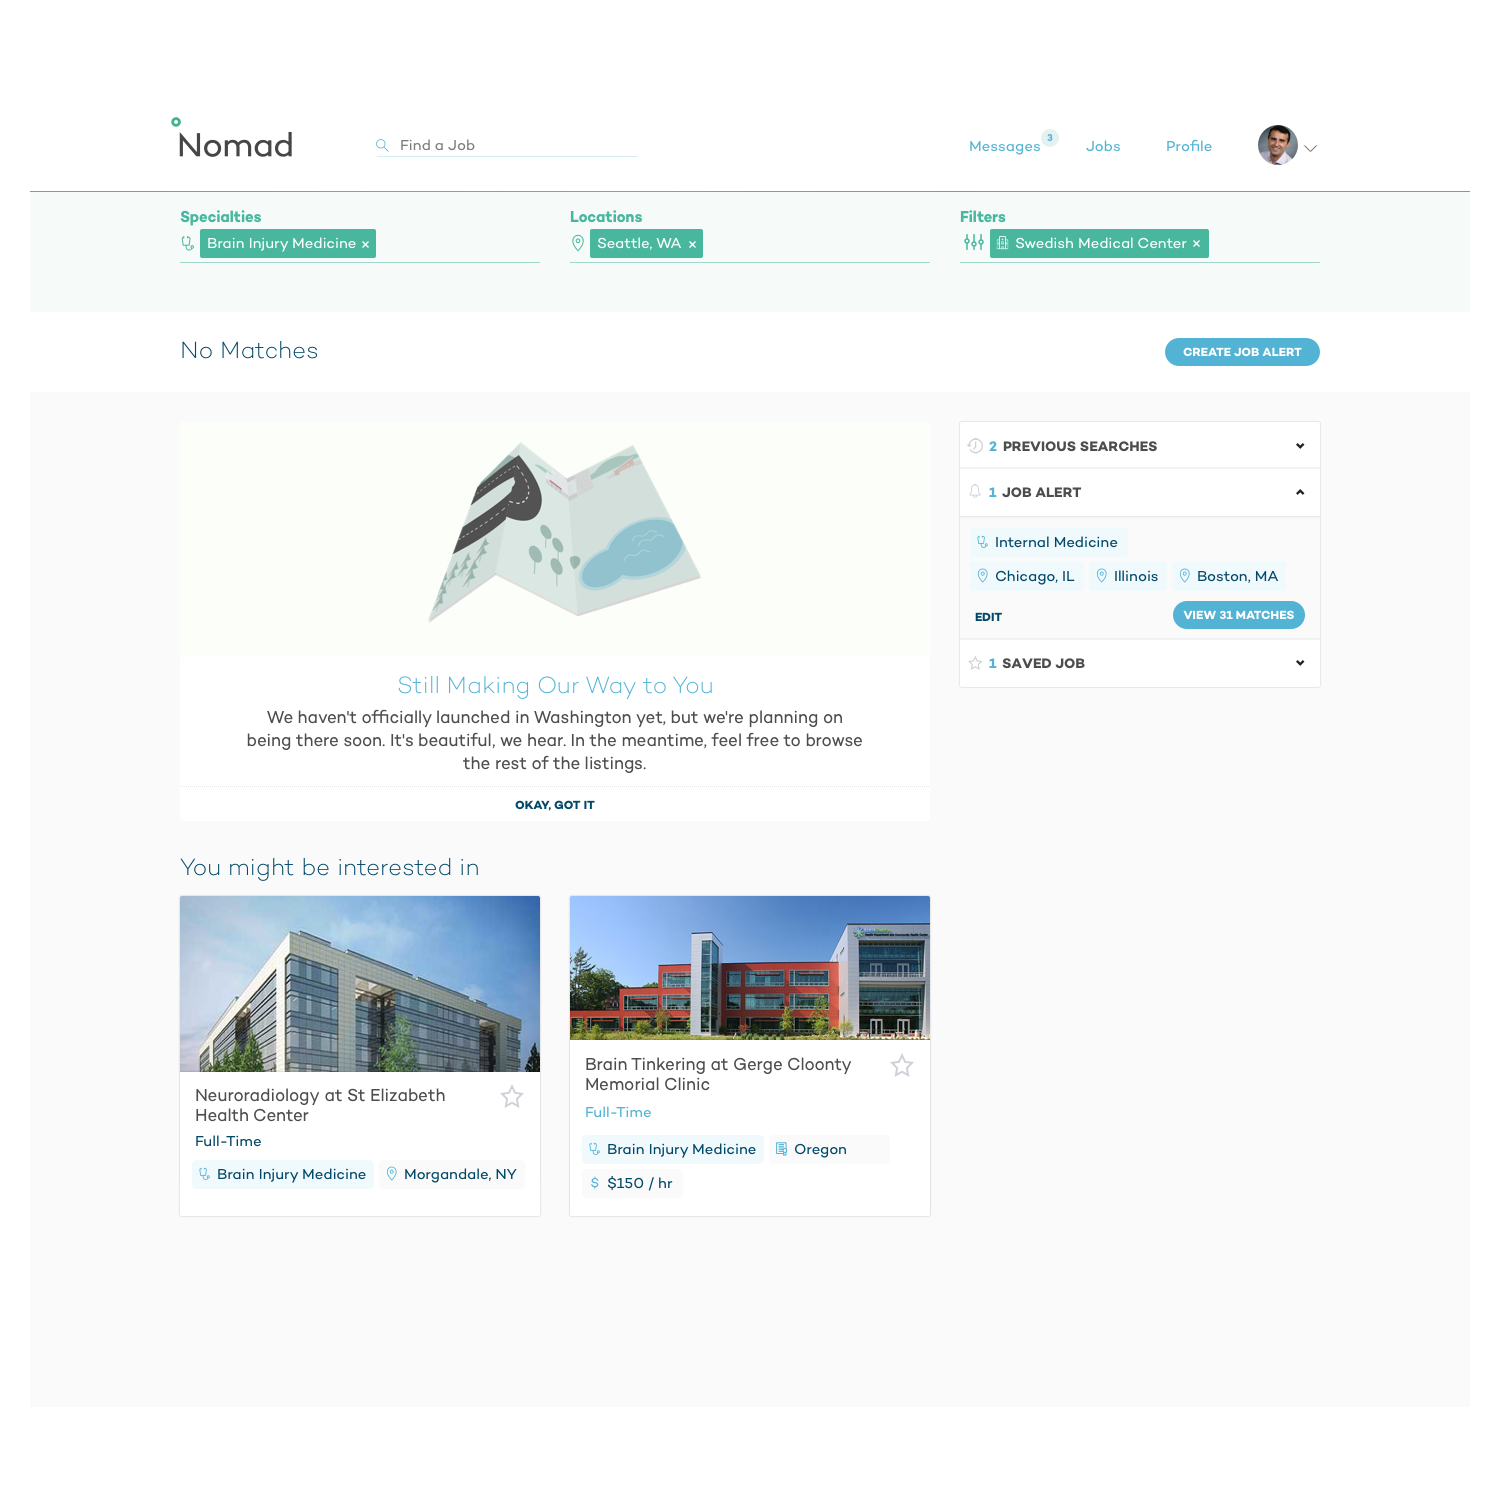 Nomad
Find a Job
Messages 3
Jobs
Profile
Specialties
Brain Injury Medicine ×
Locations
Seattle, WA ×
Filters
Swedish Medical Center ×
No Matches
CREATE JOB ALERT
Still Making Our Way to You
We haven't officially launched in Washington yet, but we're planning on
being there soon. It's beautiful, we hear. In the meantime, feel free to browse
the rest of the listings.
OKAY, GOT IT
2 PREVIOUS SEARCHES
1 JOB ALERT
Internal Medicine
Chicago, IL
Illinois
Boston, MA
EDIT
VIEW 31 MATCHES
1 SAVED JOB
You might be interested in
Neuroradiology at St Elizabeth
Health Center
Full-Time
Brain Injury Medicine
Morgandale, NY
Brain Tinkering at Gerge Cloonty
Memorial Clinic
Full-Time
Brain Injury Medicine
Oregon
$ $150 / hr